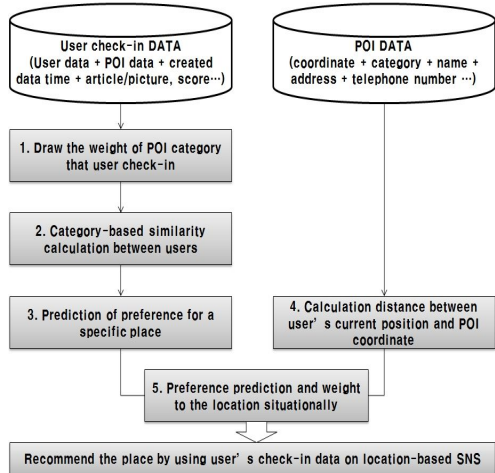 User check-in DATA
(User data + POI data + created
data time + article/picture, score…)
POI DATA
(coordinate + category + name +
address + telephone number …)
1. Draw the weight of POI category
that user check-in
2. Category-based similarity
calculation between users
3. Prediction of preference for a
specific place
4. Calculation distance between
user's current position and POI
coordinate
5. Preference prediction and weight
to the location situationally
Recommend the place by using user's check-in data on location-based SNS